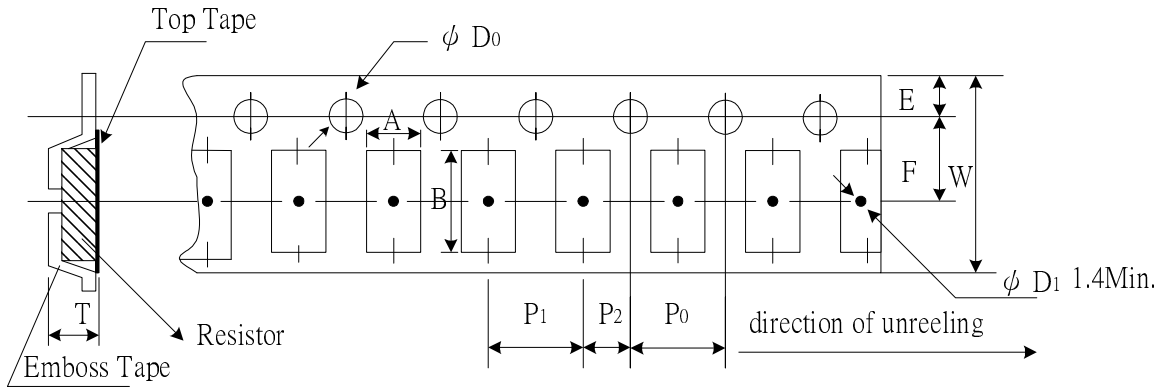 Top Tape
ψ D0
A
E
B
F
W
T
Resistor
Emboss Tape
P1
P2
P0
ψ D1 1.4Min.
direction of unreeling